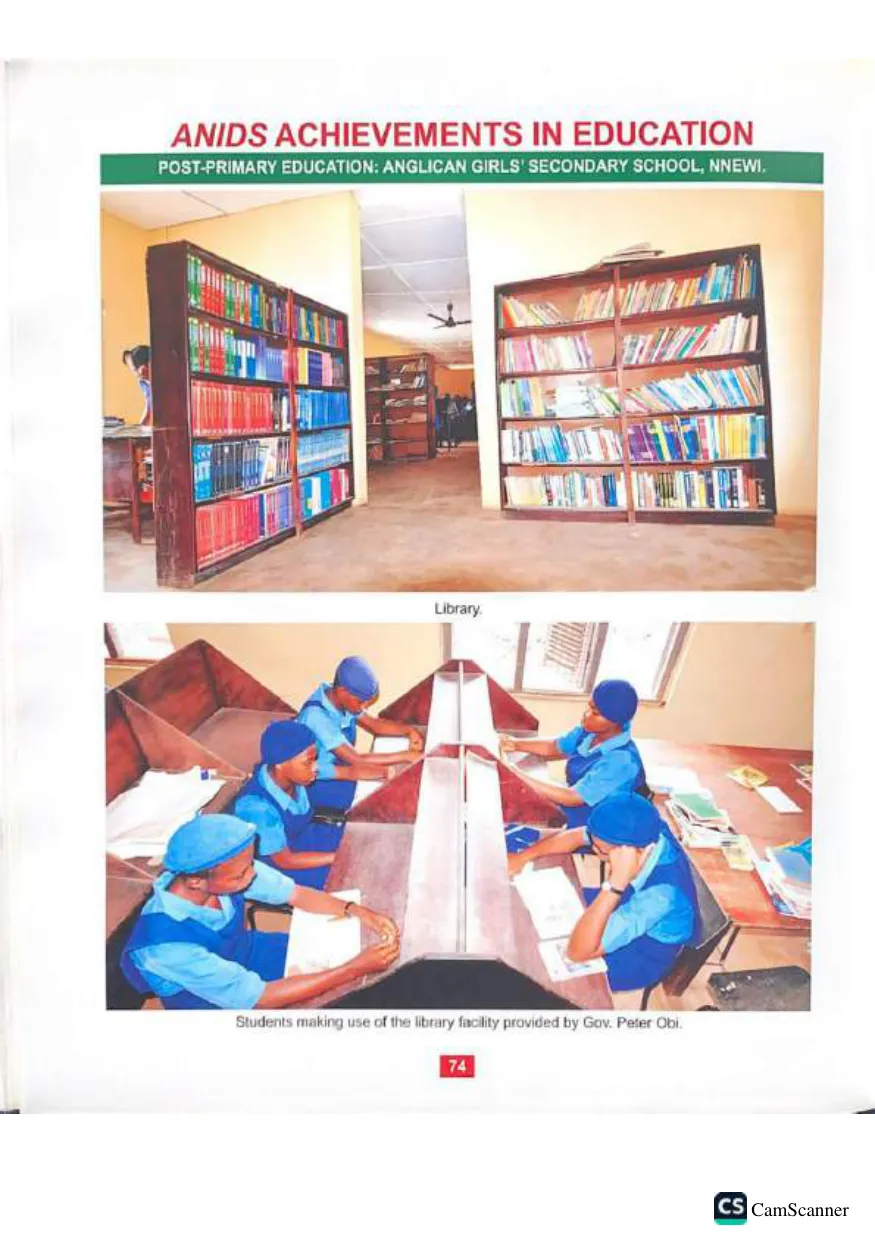 ANIDS ACHIEVEMENTS IN EDUCATION
POST-PRIMARY EDUCATION: ANGLICAN GIRLS' SECONDARY SCHOOL, NNEWI.
Library.
Students making use of the library facility provided by Gov. Peter Obi.
74
CS CamScanner